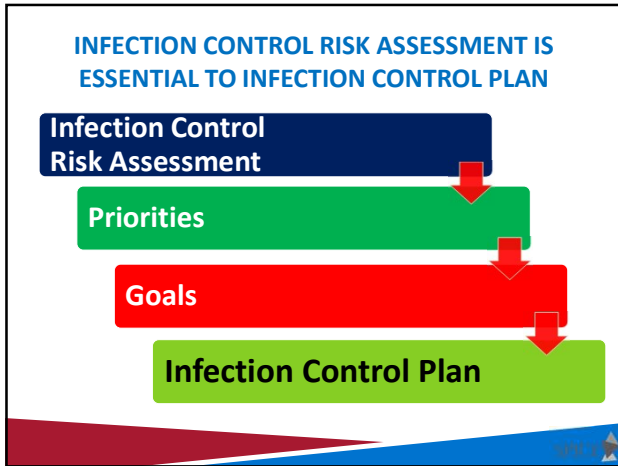 INFECTION CONTROL RISK ASSESSMENT IS
ESSENTIAL TO INFECTION CONTROL PLAN
Infection Control
Risk Assessment
Priorities
Goals
Infection Control Plan